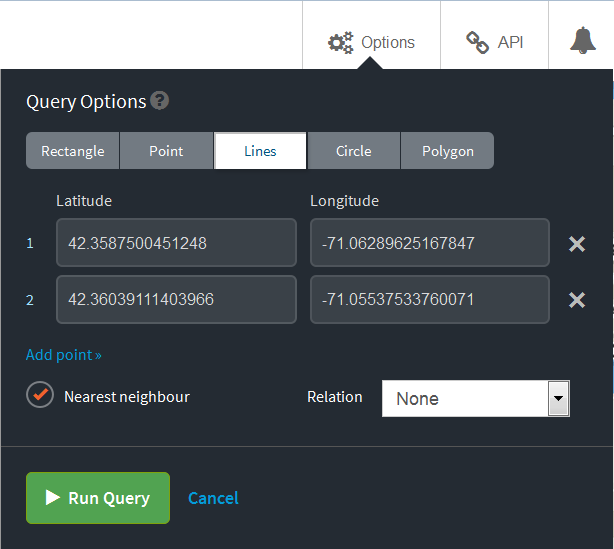 Options API
Query Options ?
Rectangle Point Lines Circle Polygon
Latitude Longitude
1 42.3587500451248 -71.06289625167847
2 42.36039111403966 -71.05537533760071
Add point »
Nearest neighbour Relation None
Run Query Cancel